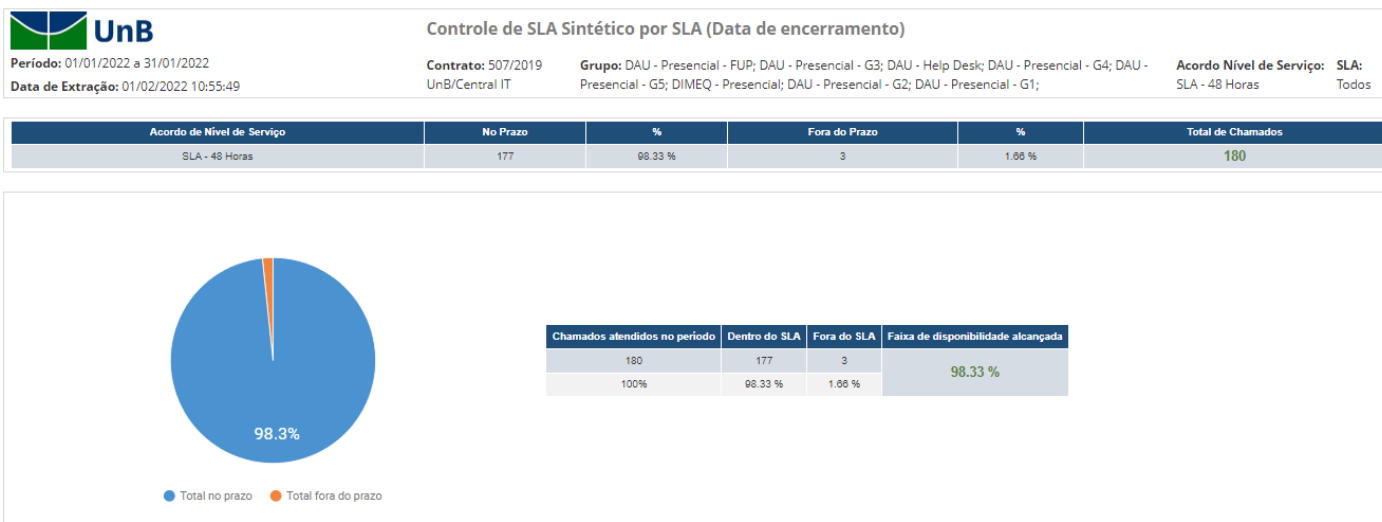 UnB
Controle de SLA Sintético por SLA (Data de encerramento)
Período: 01/01/2022 a 31/01/2022
Data de Extração: 01/02/2022 10:55:49
Contrato: 507/2019
UnB/Central IT
Grupo: DAU - Presencial - FUP; DAU - Presencial - G3; DAU - Help Desk; DAU - Presencial - G4; DAU -
Presencial - G5; DIMEQ - Presencial; DAU - Presencial - G2; DAU - Presencial - G1;
Acordo Nível de Serviço:
SLA - 48 Horas
SLA:
Todos
Acordo de Nível de Serviço No Prazo % Fora do Prazo % Total de Chamados
SLA - 48 Horas 177 98.33 % 3 1.66 % 180
98.3%
Total no prazo Total fora do prazo
Chamados atendidos no período Dentro do SLA Fora do SLA Faixa de disponibilidade alcançada
180 177 3 98.33 %
100% 98.33 % 1.66 %